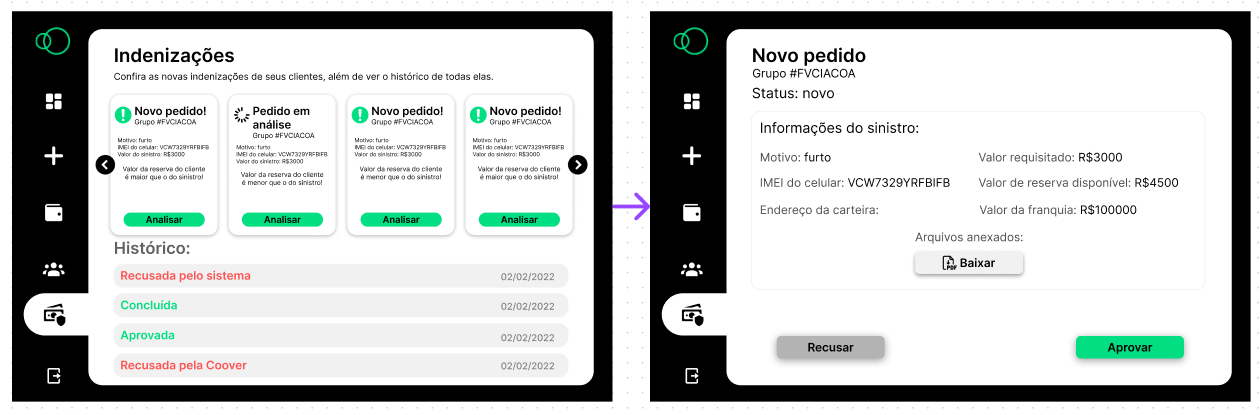 Indenizações
Confira as novas indenizações de seus clientes, além de ver o histórico de todas elas.
Novo pedido!
Grupo #FVCIACOA
Motivo: furto
IMEI do celular: VCW7329YRFBIFB
Valor do sinistro: R$3000
Valor da reserva do cliente
é maior que o do sinistro!
Analisar
Pedido em
análise
Grupo #FVCIACOA
Motivo: furto
IMEI do celular: VCW7329YRFBIFB
Valor do sinistro: R$3000
Valor da reserva do cliente
é menor que o do sinistro!
Analisar
Novo pedido!
Grupo #FVCIACOA
Motivo: furto
IMEI do celular: VCW7329YRFBIFB
Valor do sinistro: R$3000
Valor da reserva do cliente
é menor que o do sinistro!
Analisar
Novo pedido!
Grupo #FVCIACOA
Motivo: furto
IMEI do celular: VCW7329YRFBIFB
Valor do sinistro: R$3000
Valor da reserva do cliente
é maior que o do sinistro!
Analisar
Histórico:
Recusada pelo sistema 02/02/2022
Concluída 02/02/2022
Aprovada 02/02/2022
Recusada pela Coover 02/02/2022
Novo pedido
Grupo #FVCIACOA
Status: novo
Informações do sinistro:
Motivo: furto
Valor requisitado: R$3000
IMEI do celular: VCW7329YRFBIFB
Valor de reserva disponível: R$4500
Endereço da carteira:
Valor da franquia: R$100000
Arquivos anexados:
PDF Baixar
Recusar
Aprovar